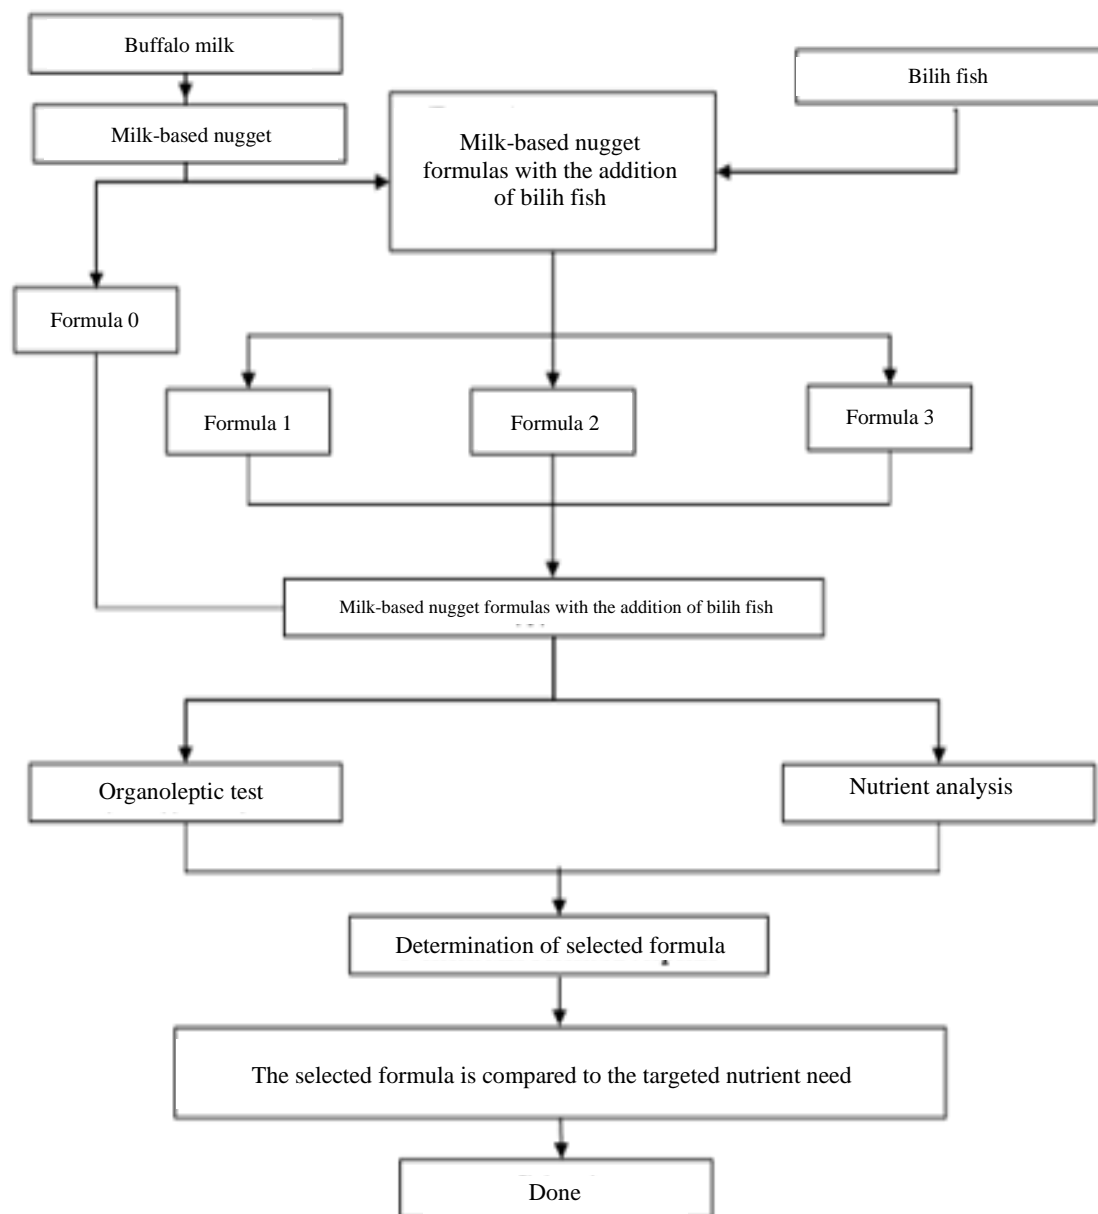 Buffalo milk
Bilih fish
Milk-based nugget
Milk-based nugget
formulas with the addition
of bilih fish
Formula 0
Formula 1
Formula 2
Formula 3
Milk-based nugget formulas with the addition of bilih fish
Organoleptic test
Nutrient analysis
Determination of selected formula
The selected formula is compared to the targeted nutrient need
Done